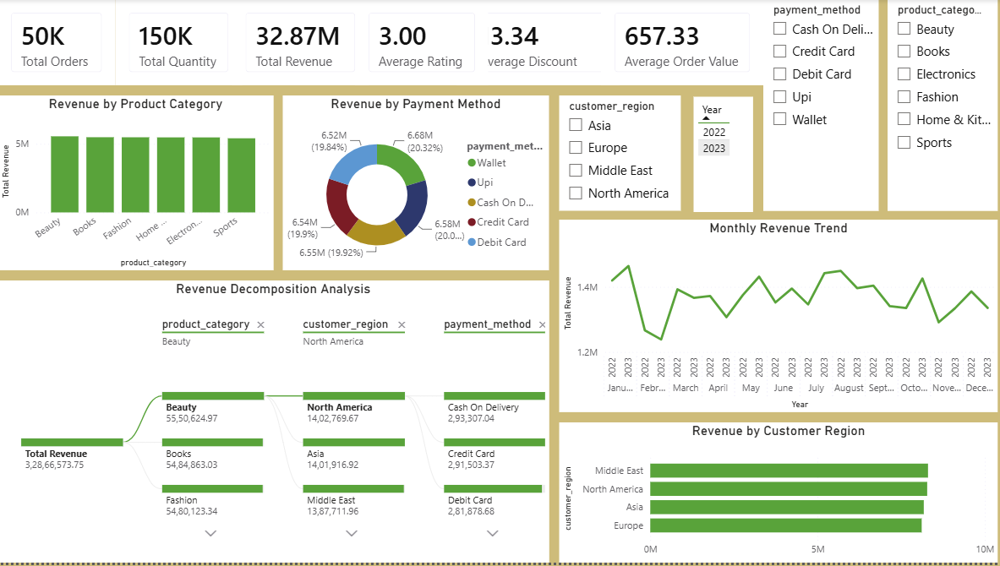 50K
Total Orders
150K
Total Quantity
32.87M
Total Revenue
3.00
Average Rating
3.34
verage Discount
657.33
Average Order Value
payment_method
Cash On Deli...
Credit Card
Debit Card
Upi
Wallet
product_catego...
Beauty
Books
Electronics
Fashion
Home & Kit...
Sports
Revenue by Product Category
Total Revenue
5M
0M
Beauty
Books
Fashion
Home ...
Electron...
Sports
product_category
Revenue by Payment Method
6.52M
(19.84%)
6.68M
(20.32%)
6.54M
(19.9%)
6.58M
(20.0...)
6.55M (19.92%)
payment_met...
Wallet
Upi
Cash On D...
Credit Card
Debit Card
customer_region
Asia
Europe
Middle East
North America
Year
2022
2023
Monthly Revenue Trend
Total Revenue
1.4M
1.2M
2022 2023 2022 2023 2022 2023 2022 2023 2022 2023 2022 2023 2022 2023 2022 2023 2022 2023 2022 2023 2022 2023 2022 2023
Janu... Febr... March April May June July August Sept... Octo... Nove... Dece...
Year
Revenue Decomposition Analysis
product_category ×
Beauty
customer_region ×
North America
payment_method ×
Total Revenue
3,28,66,573.75
Beauty
55,50,624.97
Books
54,84,863.03
Fashion
54,80,123.34
North America
14,02,769.67
Asia
14,01,916.92
Middle East
13,87,711.96
Cash On Delivery
2,93,307.04
Credit Card
2,91,503.37
Debit Card
2,81,878.68
Revenue by Customer Region
customer_region
Middle East
North America
Asia
Europe
0M 5M 10M